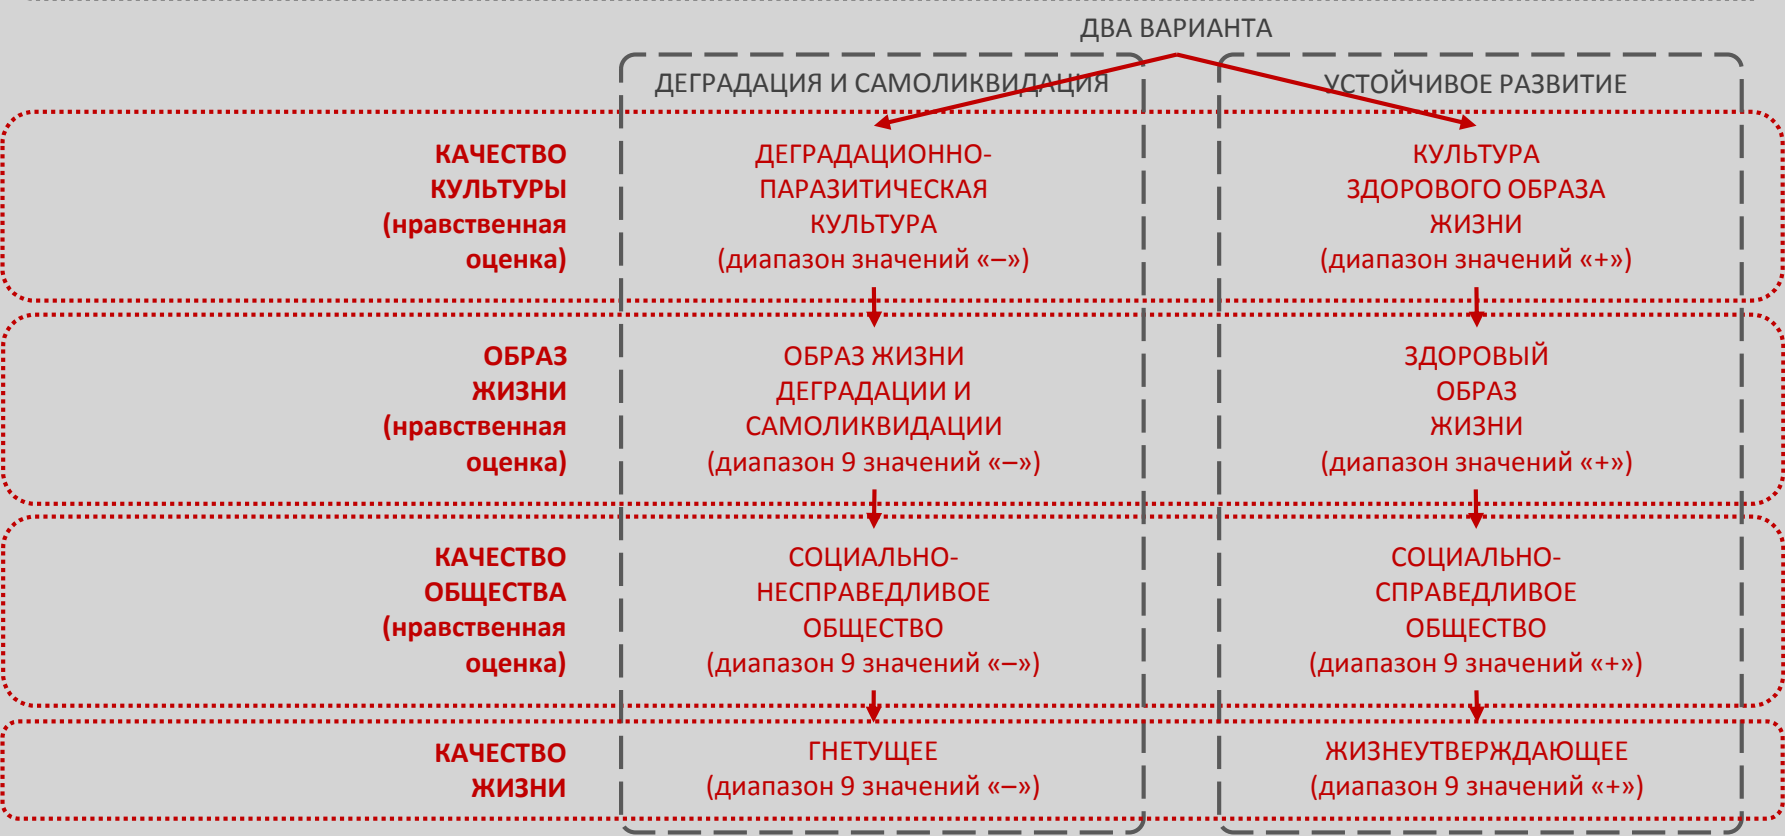 ДВА ВАРИАНТА
ДЕГРАДАЦИЯ И САМОЛИКВИДАЦИЯ
УСТОЙЧИВОЕ РАЗВИТИЕ
КАЧЕСТВО
КУЛЬТУРЫ
(нравственная
оценка)
ДЕГРАДАЦИОННО-
ПАРАЗИТИЧЕСКАЯ
КУЛЬТУРА
(диапазон значений «–»)
КУЛЬТУРА
ЗДОРОВОГО ОБРАЗА
ЖИЗНИ
(диапазон значений «+»)
ОБРАЗ
ЖИЗНИ
(нравственная
оценка)
ОБРАЗ ЖИЗНИ
ДЕГРАДАЦИИ И
САМОЛИКВИДАЦИИ
(диапазон 9 значений «–»)
ЗДОРОВЫЙ
ОБРАЗ
ЖИЗНИ
(диапазон значений «+»)
КАЧЕСТВО
ОБЩЕСТВА
(нравственная
оценка)
СОЦИАЛЬНО-
НЕСПРАВЕДЛИВОЕ
ОБЩЕСТВО
(диапазон 9 значений «–»)
СОЦИАЛЬНО-
СПРАВЕДЛИВОЕ
ОБЩЕСТВО
(диапазон 9 значений «+»)
КАЧЕСТВО
ЖИЗНИ
ГНЕТУЩЕЕ
(диапазон 9 значений «–»)
ЖИЗНЕУТВЕРЖДАЮЩЕЕ
(диапазон 9 значений «+»)